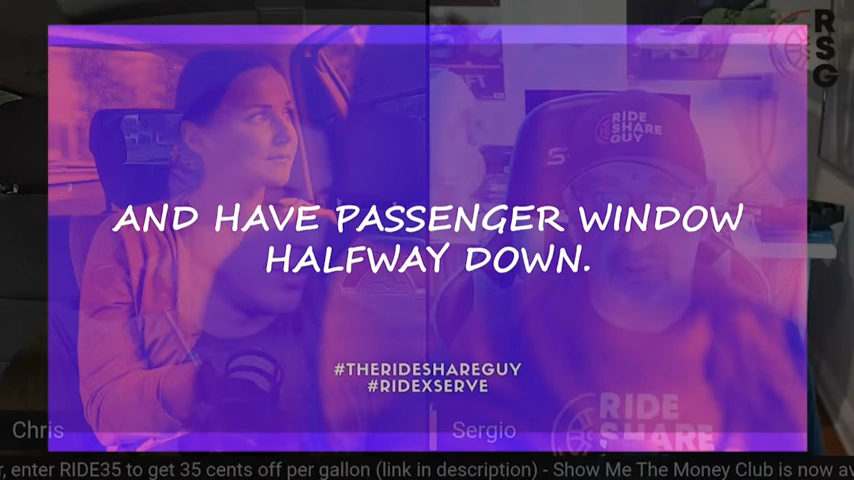 RSG
RIDE
SHARE
GUY
AND HAVE PASSENGER WINDOW
HALFWAY DOWN.
#THERIDESHAREGUY
#RIDEXSERVE
RIDE
SHARE
Chris
Sergio
r, enter RIDE35 to get 35 cents off per gallon (link in description) - Show Me The Money Club is now av